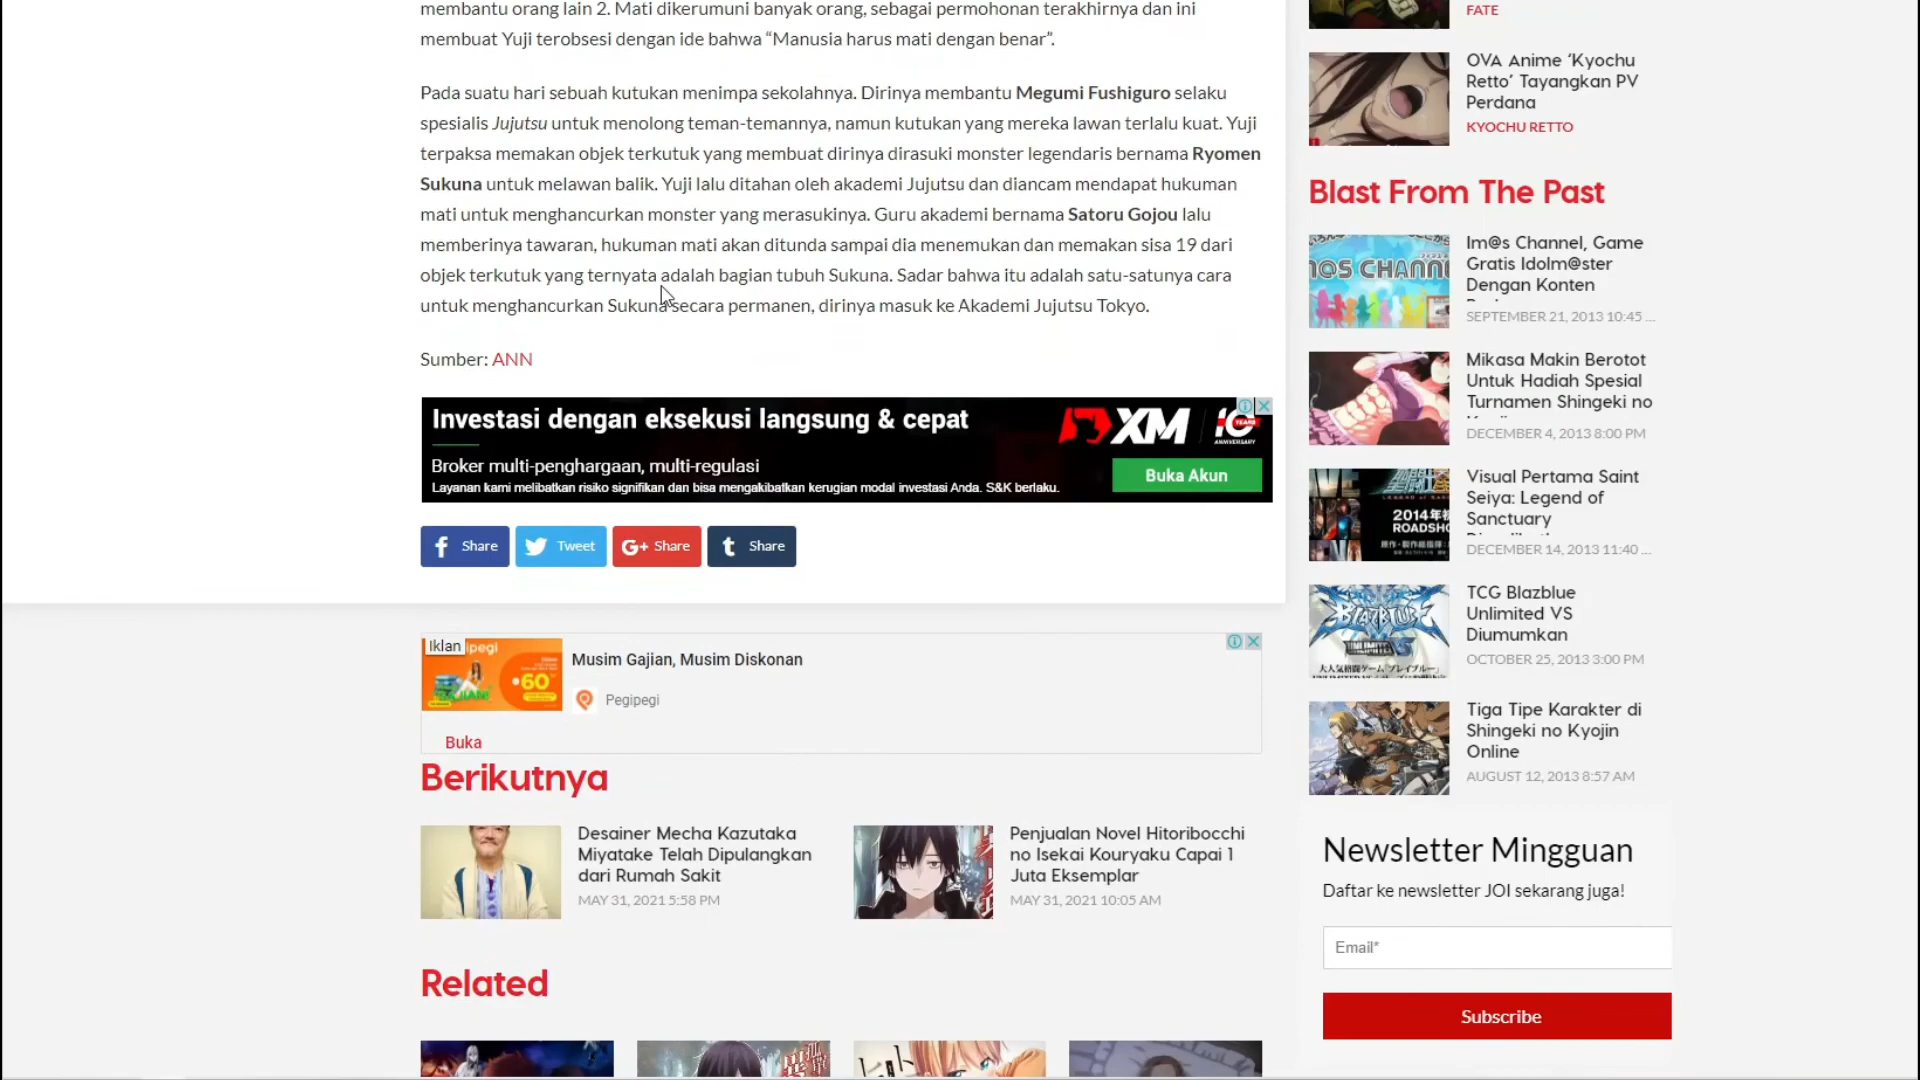 membantu orang lain 2. Mati dikerumuni banyak orang, sebagai permohonan terakhirnya dan ini
membuat Yuji terobsesi dengan ide bahwa “Manusia harus mati dengan benar”.
Pada suatu hari sebuah kutukan menimpa sekolahnya. Dirinya membantu Megumi Fushiguro selaku
spesialis Jujutsu untuk menolong teman-temannya, namun kutukan yang mereka lawan terlalu kuat. Yuji
terpaksa memakan objek terkutuk yang membuat dirinya dirasuki monster legendaris bernama Ryomen
Sukuna untuk melawan balik. Yuji lalu ditahan oleh akademi Jujutsu dan diancam mendapat hukuman
mati untuk menghancurkan monster yang merasukinya. Guru akademi bernama Satoru Gojou lalu
memberinya tawaran, hukuman mati akan ditunda sampai dia menemukan dan memakan sisa 19 dari
objek terkutuk yang ternyata adalah bagian tubuh Sukuna. Sadar bahwa itu adalah satu-satunya cara
untuk menghancurkan Sukuna secara permanen, dirinya masuk ke Akademi Jujutsu Tokyo.
Sumber: ANN
Investasi dengan eksekusi langsung & cepat
Broker multi-penghargaan, multi-regulasi
Layanan kami melibatkan risiko signifikan dan bisa mengakibatkan kerugian modal investasi Anda. S&K berlaku.
XM
10
YEARS
ANNIVERSARY
Buka Akun
Share
Tweet
G+ Share
Share
Iklan
ipegi
60
Musim Gajian, Musim Diskonan
Pegipegi
Buka
Berikutnya
Desainer Mecha Kazutaka
Miyatake Telah Dipulangkan
dari Rumah Sakit
MAY 31, 2021 5:58 PM
Penjualan Novel Hitoribocchi
no Isekai Kouryaku Capai 1
Juta Eksemplar
MAY 31, 2021 10:05 AM
Related
FATE
OVA Anime ‘Kyochu
Retto’ Tayangkan PV
Perdana
KYOCHU RETTO
Blast From The Past
Im@s Channel, Game
Gratis Idolm@ster
Dengan Konten
SEPTEMBER 21, 2013 10:45 ...
@S CHANN
Mikasa Makin Berotot
Untuk Hadiah Spesial
Turnamen Shingeki no
DECEMBER 4, 2013 8:00 PM
Visual Pertama Saint
Seiya: Legend of
Sanctuary
DECEMBER 14, 2013 11:40 ...
2014年
ROADSHO
TCG Blazblue
Unlimited VS
Diumumkan
OCTOBER 25, 2013 3:00 PM
BLAZBLUE
Tiga Tipe Karakter di
Shingeki no Kyojin
Online
AUGUST 12, 2013 8:57 AM
Newsletter Mingguan
Daftar ke newsletter JOI sekarang juga!
Email*
Subscribe